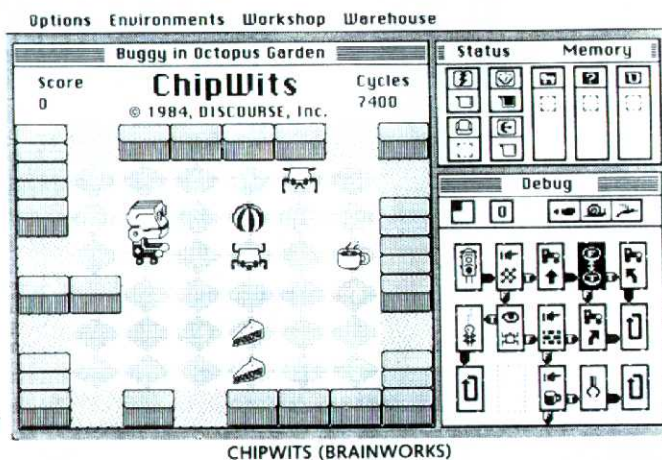 Options Environments Workshop Warehouse
Buggy in Octopus Garden
Score
0
ChipWits
© 1984, DISCOURSE, Inc.
Cycles
7400
Status Memory
Debug
0
CHIPWITS (BRAINWORKS)